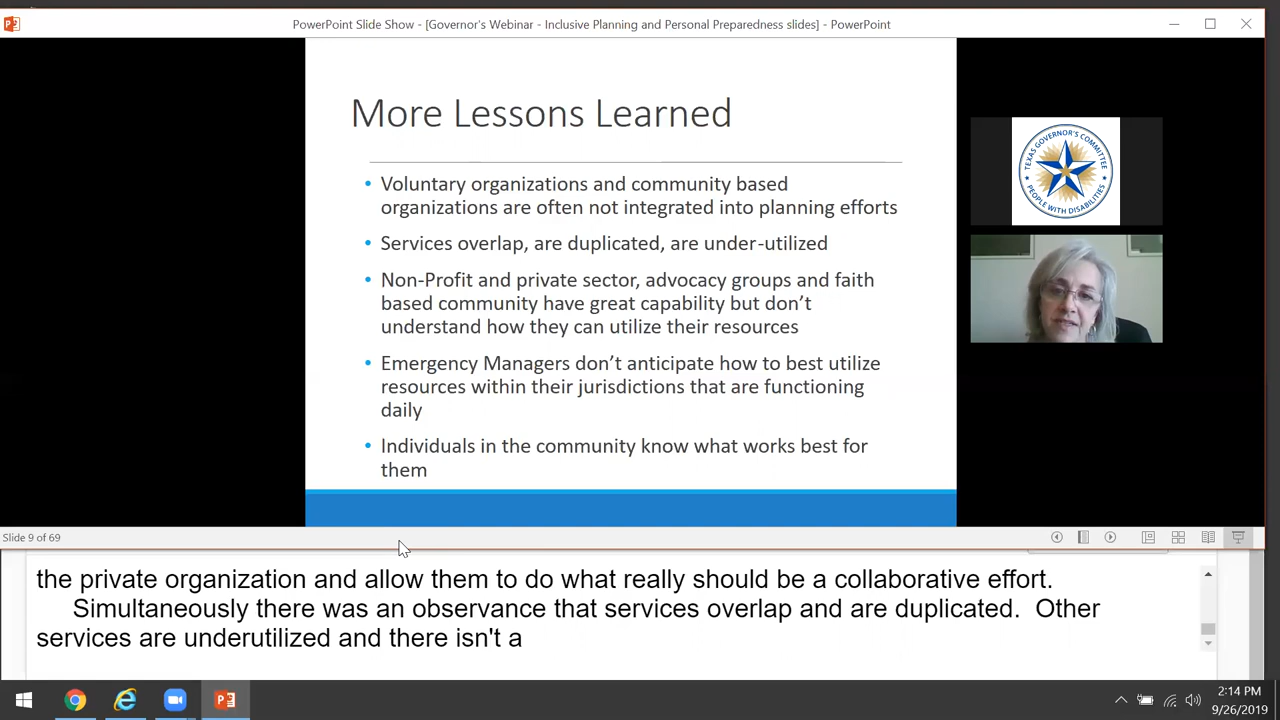 PowerPoint Slide Show - [Governor's Webinar - Inclusive Planning and Personal Preparedness slides] - PowerPoint
More Lessons Learned
• Voluntary organizations and community based
organizations are often not integrated into planning efforts
• Services overlap, are duplicated, are under-utilized
• Non-Profit and private sector, advocacy groups and faith
based community have great capability but don't
understand how they can utilize their resources
• Emergency Managers don't anticipate how to best utilize
resources within their jurisdictions that are functioning
daily
• Individuals in the community know what works best for
them
TEXAS GOVERNOR'S COMMITTEE
PEOPLE WITH DISABILITIES
Slide 9 of 69
the private organization and allow them to do what really should be a collaborative effort.
Simultaneously there was an observance that services overlap and are duplicated.  Other
services are underutilized and there isn't a
2:14 PM
9/26/2019